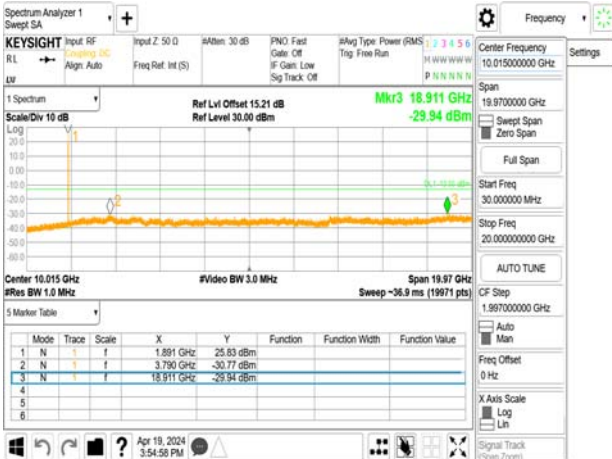 Spectrum Analyzer 1
Swept SA
Frequency
KEYSIGHT
Input: RF
Coupling: DC
Align: Auto
Input Z: 50 Ω
Freq Ref: Int (S)
#Atten: 30 dB
PNO: Fast
Gate: Off
IF Gain: Low
Sig Track: Off
#Avg Type: Power (RMS
Trig: Free Run
1 2 3 4 5 6
M W W W W W
P N N N N N
RL
1 Spectrum
Scale/Div 10 dB
Ref Lvl Offset 15.21 dB
Ref Level 30.00 dBm
Mkr3 18.911 GHz
-29.94 dBm
Log
20.0
10.0
0.00
-10.0
-20.0
-30.0
-40.0
-50.0
-60.0
1
2
3
Center 10.015 GHz
#Res BW 1.0 MHz
#Video BW 3.0 MHz
Span 19.97 GHz
Sweep ~36.9 ms (19971 pts)
5 Marker Table
Mode Trace Scale X Y Function Function Width Function Value
1 N 1 f 1.891 GHz 25.83 dBm
2 N 1 f 3.790 GHz -30.77 dBm
3 N 1 f 18.911 GHz -29.94 dBm
4
5
6
Apr 19, 2024
3:54:58 PM
?
Center Frequency
10.015000000 GHz
Settings
Span
19.9700000 GHz
Swept Span
Zero Span
Full Span
Start Freq
30.000000 MHz
Stop Freq
20.000000000 GHz
AUTO TUNE
CF Step
1.997000000 GHz
Auto
Man
Freq Offset
0 Hz
X Axis Scale
Log
Lin
Signal Track
(Span Zoom)